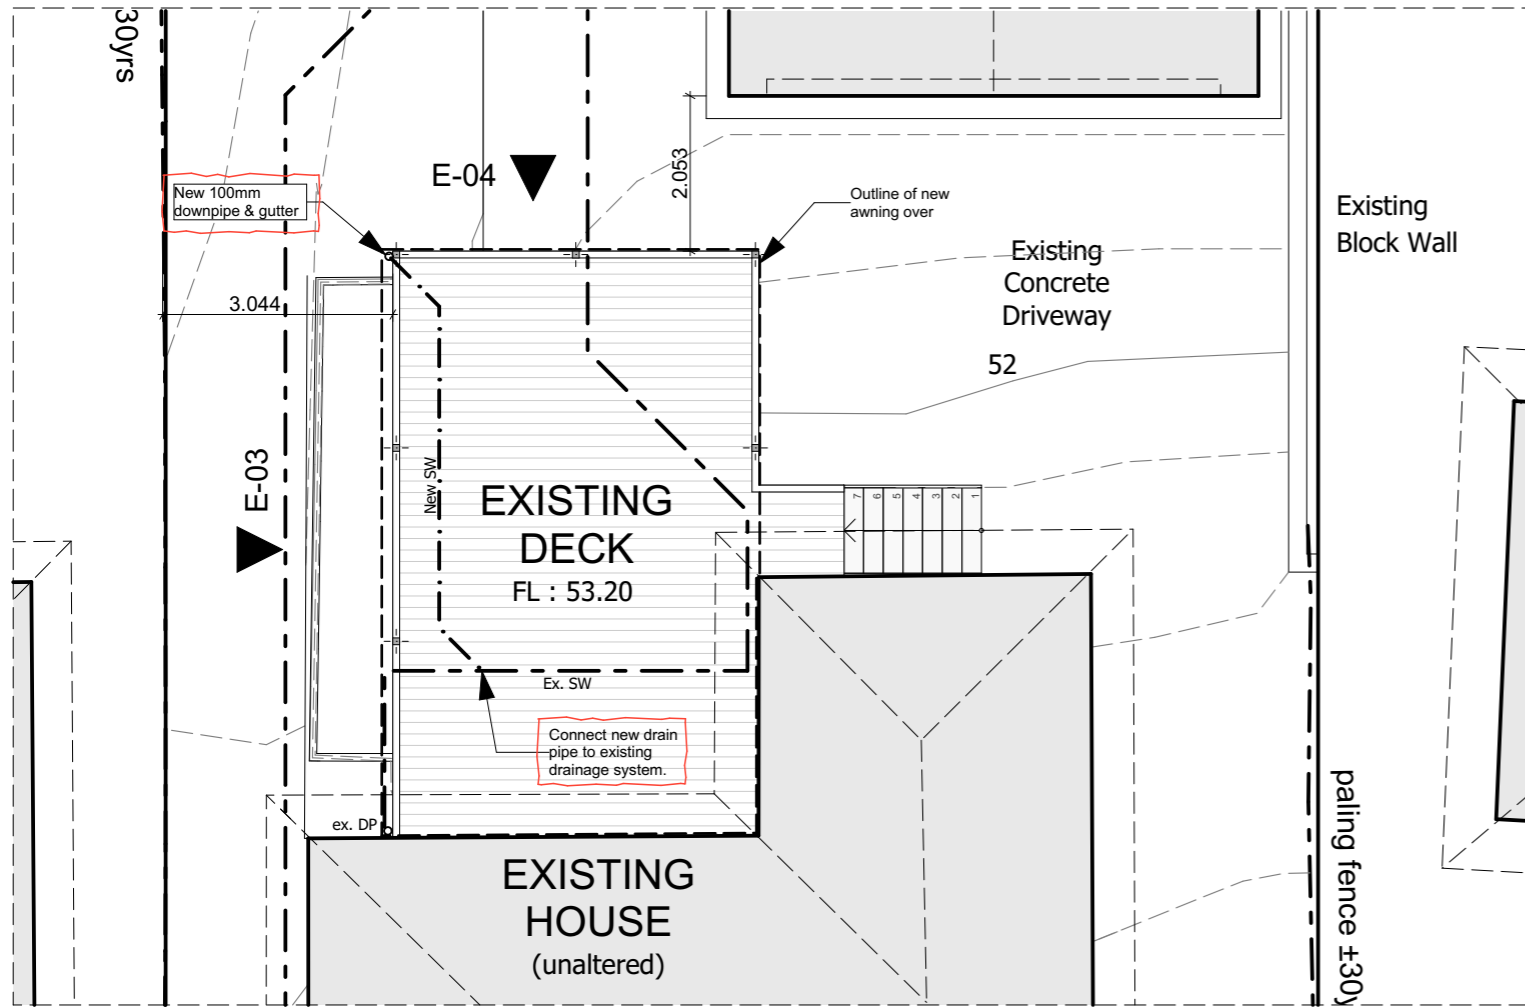 30yrs
E-04
2.053
New 100mm
downpipe & gutter
Outline of new
awning over
Existing
Block Wall
Existing
Concrete
Driveway
3.044
52
E-03
New SW
EXISTING
DECK
FL : 53.20
7 6 5 4 3 2 1
Ex. SW
Connect new drain
pipe to existing
drainage system.
ex. DP
EXISTING
HOUSE
(unaltered)
paling fence ±30y